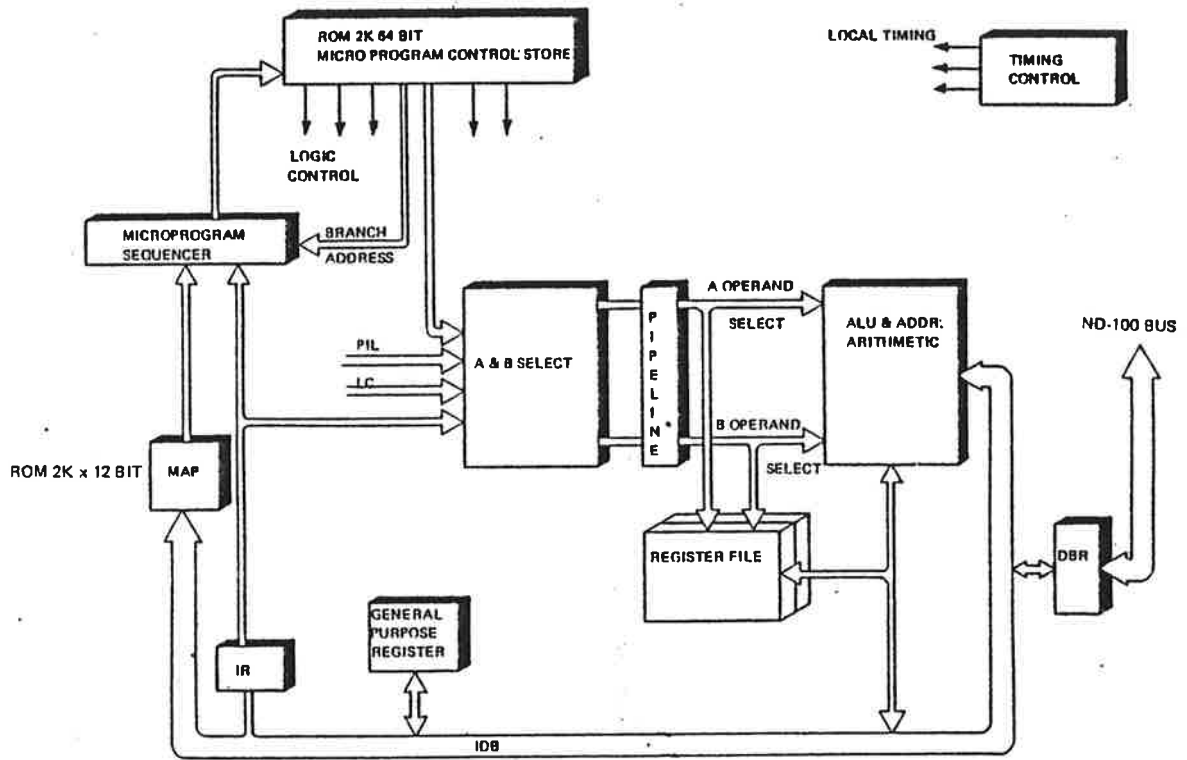 ROM 2K 64 BIT
MICRO PROGRAM CONTROL STORE
LOCAL TIMING
TIMING
CONTROL
LOGIC
CONTROL
MICROPROGRAM
SEQUENCER
BRANCH
ADDRESS
A OPERAND
SELECT
ALU & ADDR:
ARITHMETIC
ND-100 BUS
PIPELINE
PIL
A & B SELECT
LC
B OPERAND
SELECT
ROM 2K x 12 BIT
MAP
REGISTER FILE
DBR
GENERAL
PURPOSE
REGISTER
IR
IDB